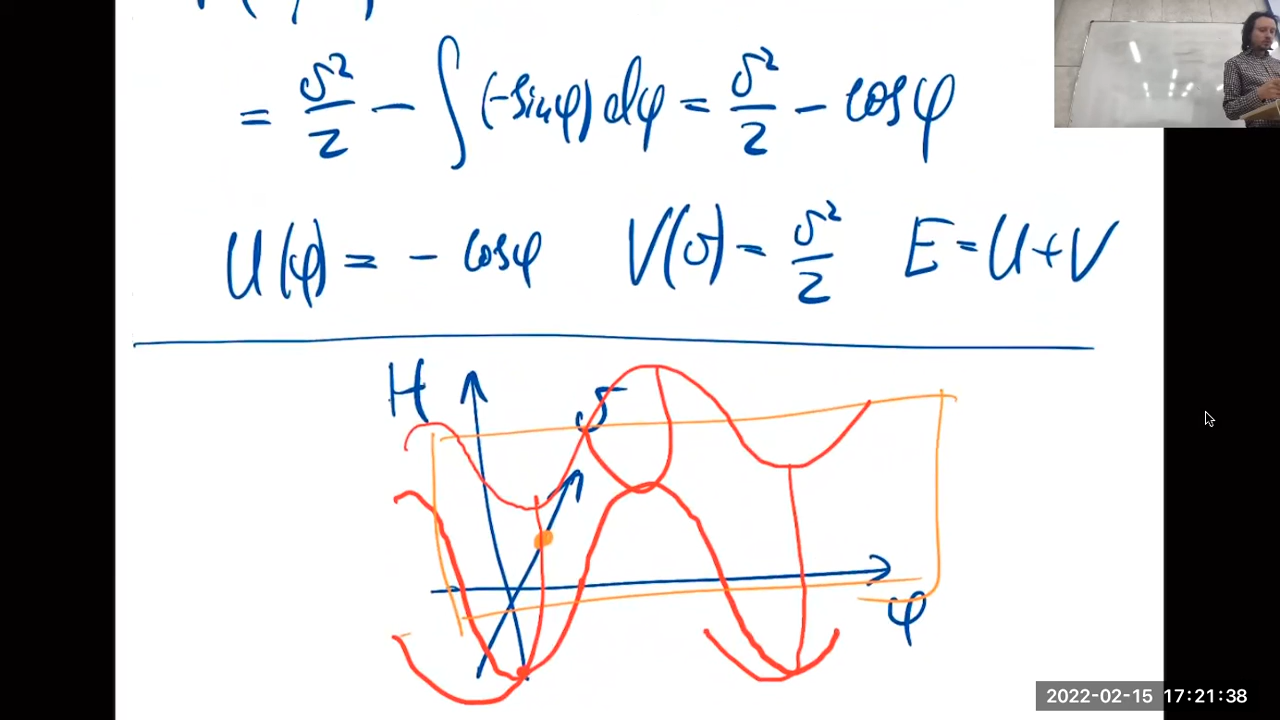 = σ²/2 − ∫(-sinφ)dφ = σ²/2 − cosφ
U(φ) = − cosφ V(σ) = σ²/2 E=U+V
H σ
φ
2022-02-15 17:21:38